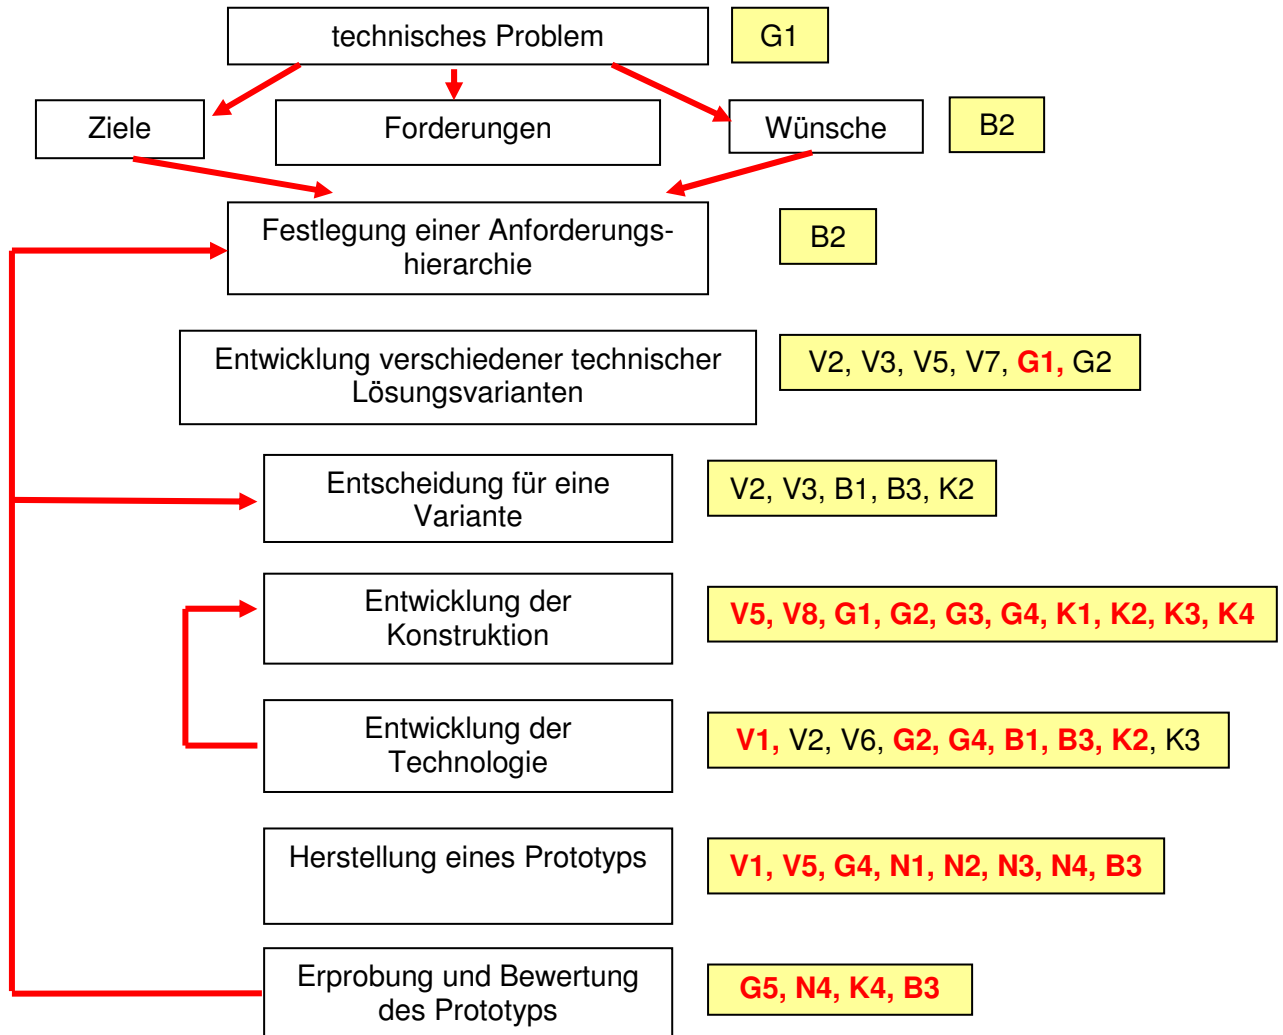 technisches Problem
G1
Ziele
Forderungen
Wünsche
B2
Festlegung einer Anforderungs-
hierarchie
B2
Entwicklung verschiedener technischer
Lösungsvarianten
V2, V3, V5, V7, G1, G2
Entscheidung für eine
Variante
V2, V3, B1, B3, K2
Entwicklung der
Konstruktion
V5, V8, G1, G2, G3, G4, K1, K2, K3, K4
Entwicklung der
Technologie
V1, V2, V6, G2, G4, B1, B3, K2, K3
Herstellung eines Prototyps
V1, V5, G4, N1, N2, N3, N4, B3
Erprobung und Bewertung
des Prototyps
G5, N4, K4, B3